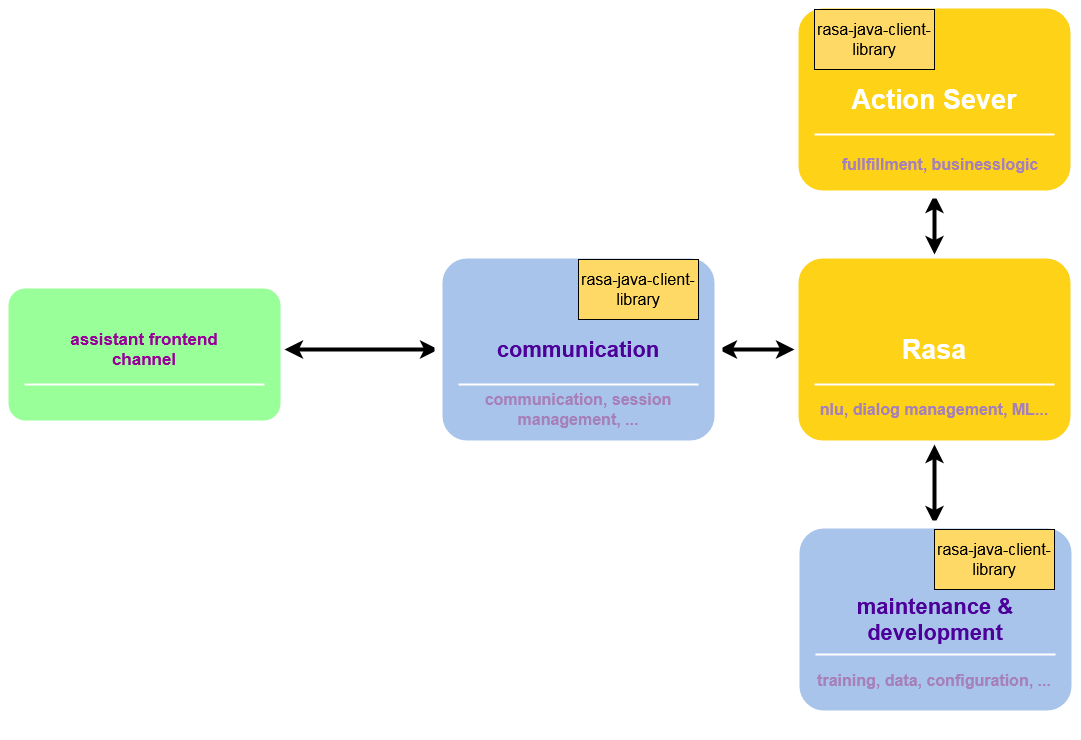 rasa-java-client-
library
Action Sever
fullfillment, businesslogic
rasa-java-client-
library
communication
communication, session
management, ...
assistant frontend
channel
Rasa
nlu, dialog management, ML...
rasa-java-client-
library
maintenance &
development
training, data, configuration, ...